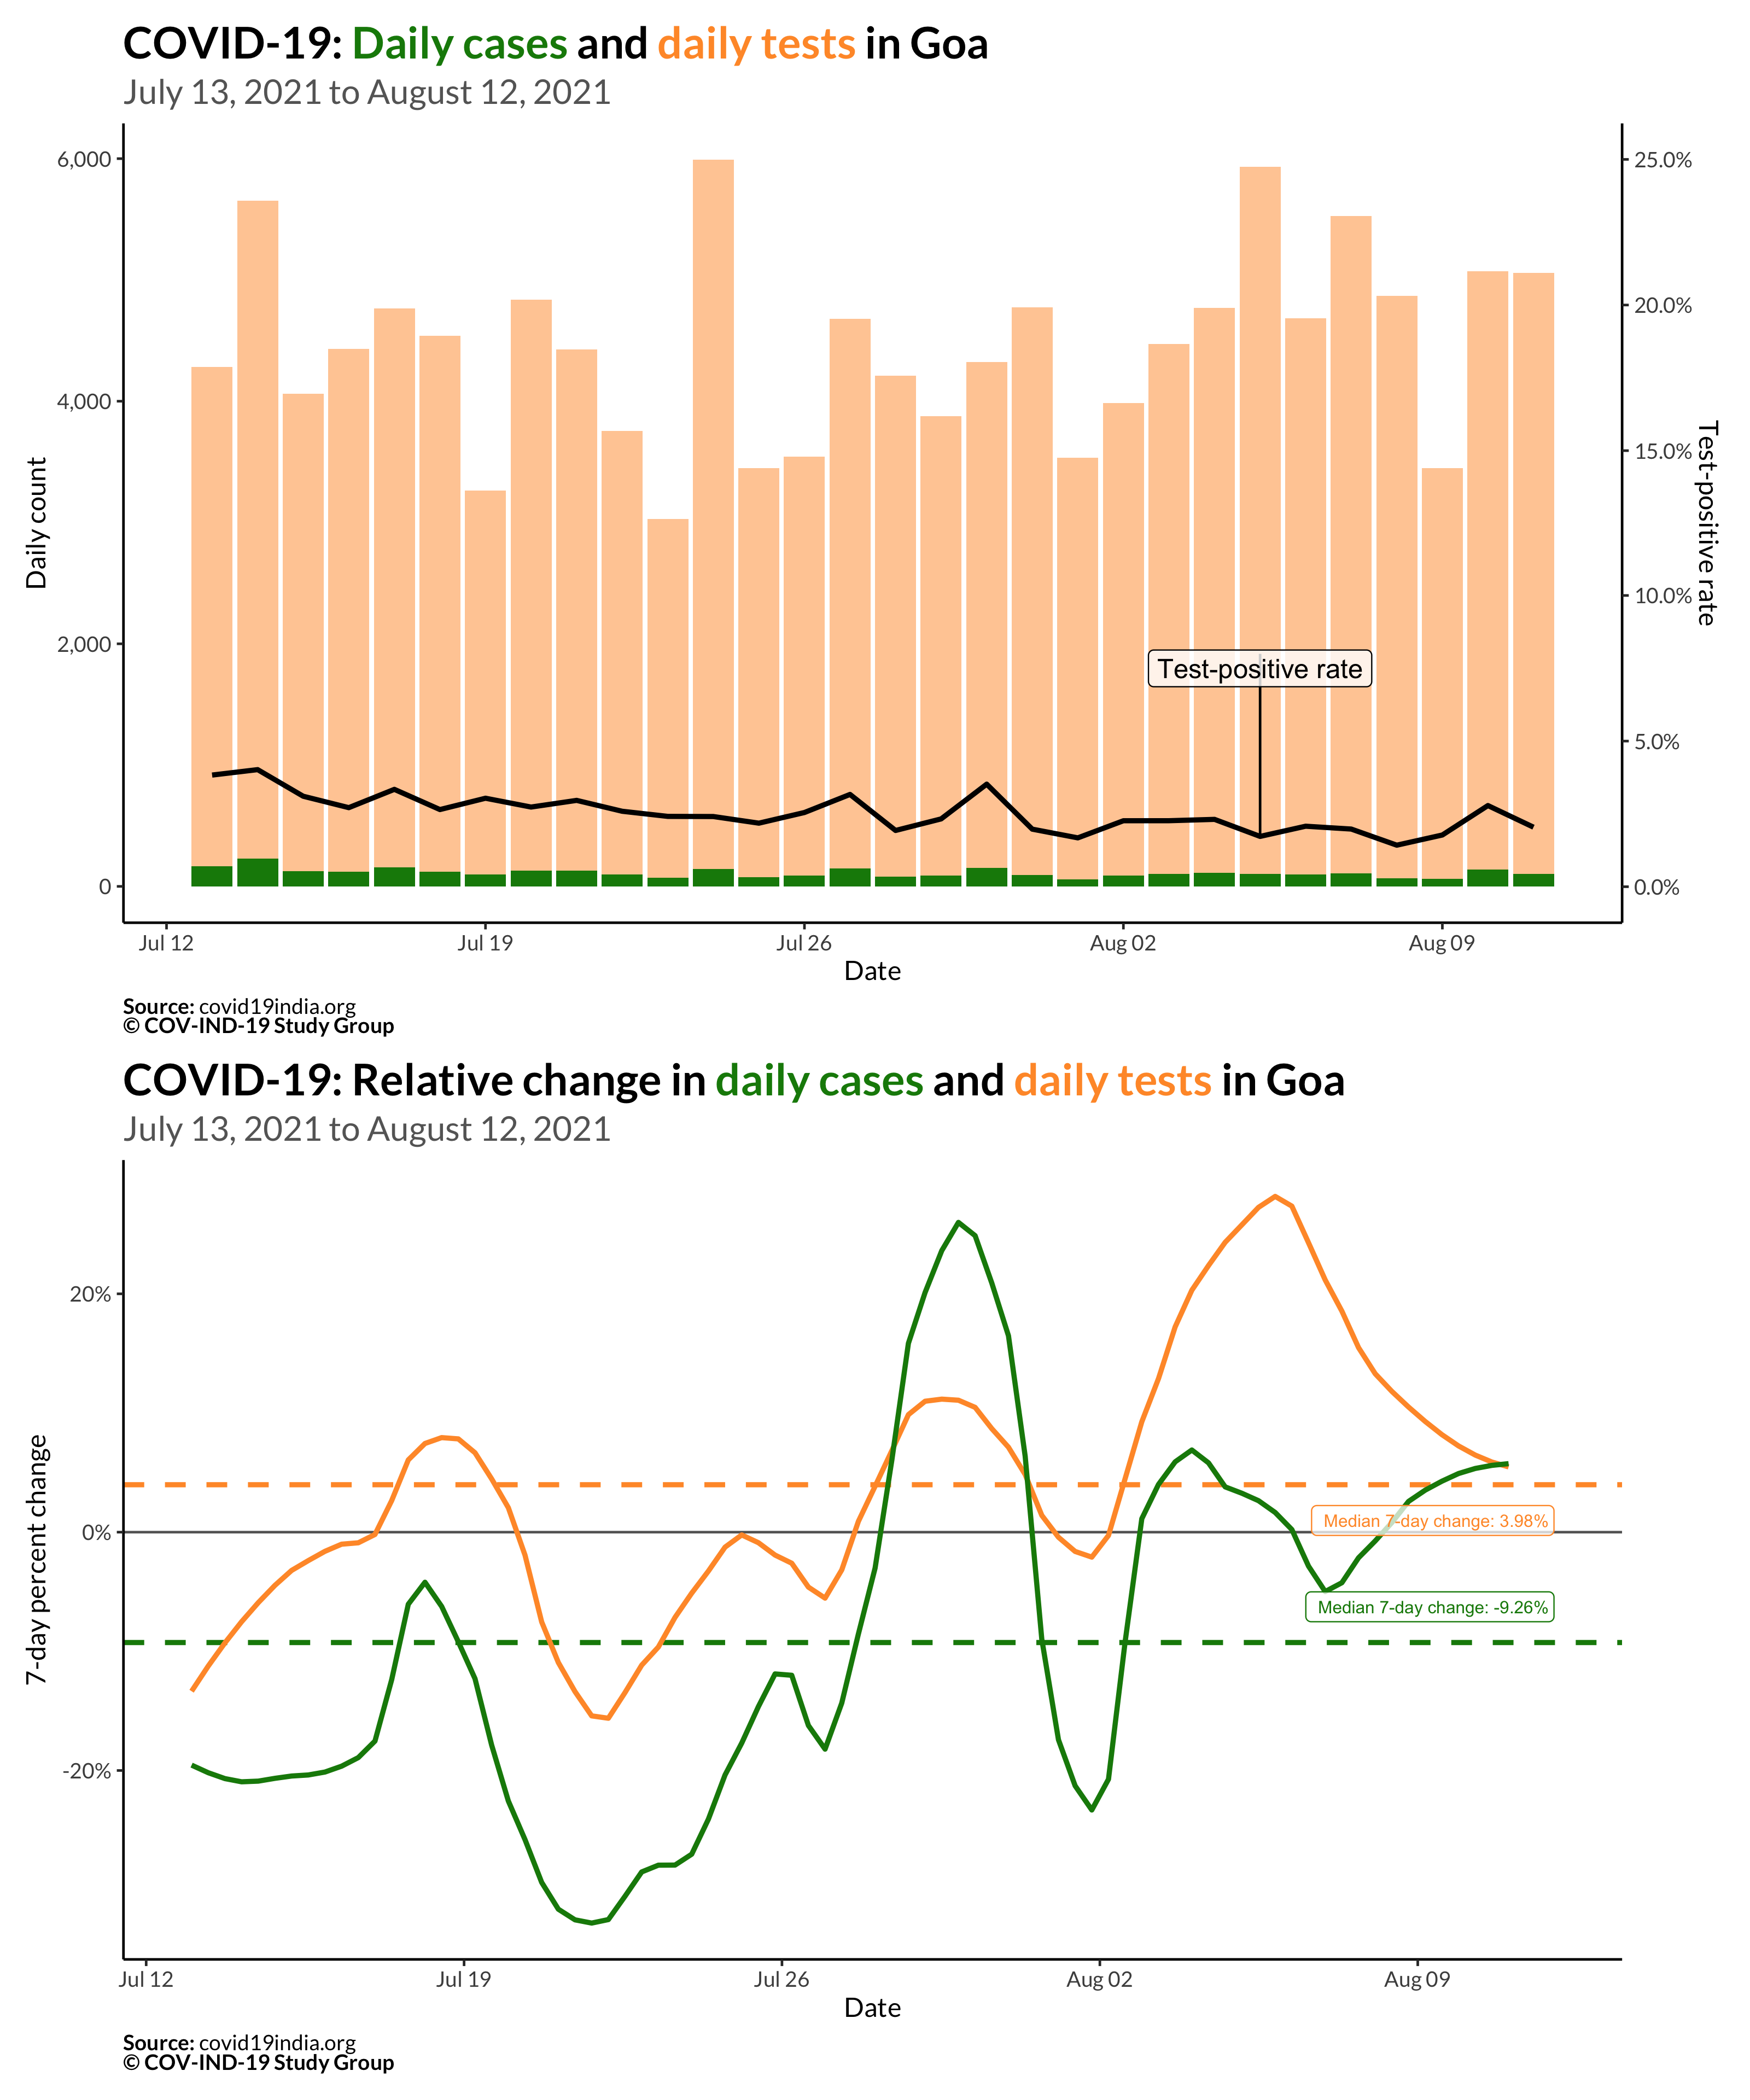 COVID-19: Daily cases and daily tests in Goa
July 13, 2021 to August 12, 2021
6,000
4,000
2,000
0
Daily count
25.0%
20.0%
15.0%
10.0%
5.0%
0.0%
Test-positive rate
Test-positive rate
Jul 12
Jul 19
Jul 26
Aug 02
Aug 09
Date
Source: covid19india.org
© COV-IND-19 Study Group
COVID-19: Relative change in daily cases and daily tests in Goa
July 13, 2021 to August 12, 2021
20%
0%
-20%
7-day percent change
Median 7-day change: 3.98%
Median 7-day change: -9.26%
Jul 12
Jul 19
Jul 26
Aug 02
Aug 09
Date
Source: covid19india.org
© COV-IND-19 Study Group